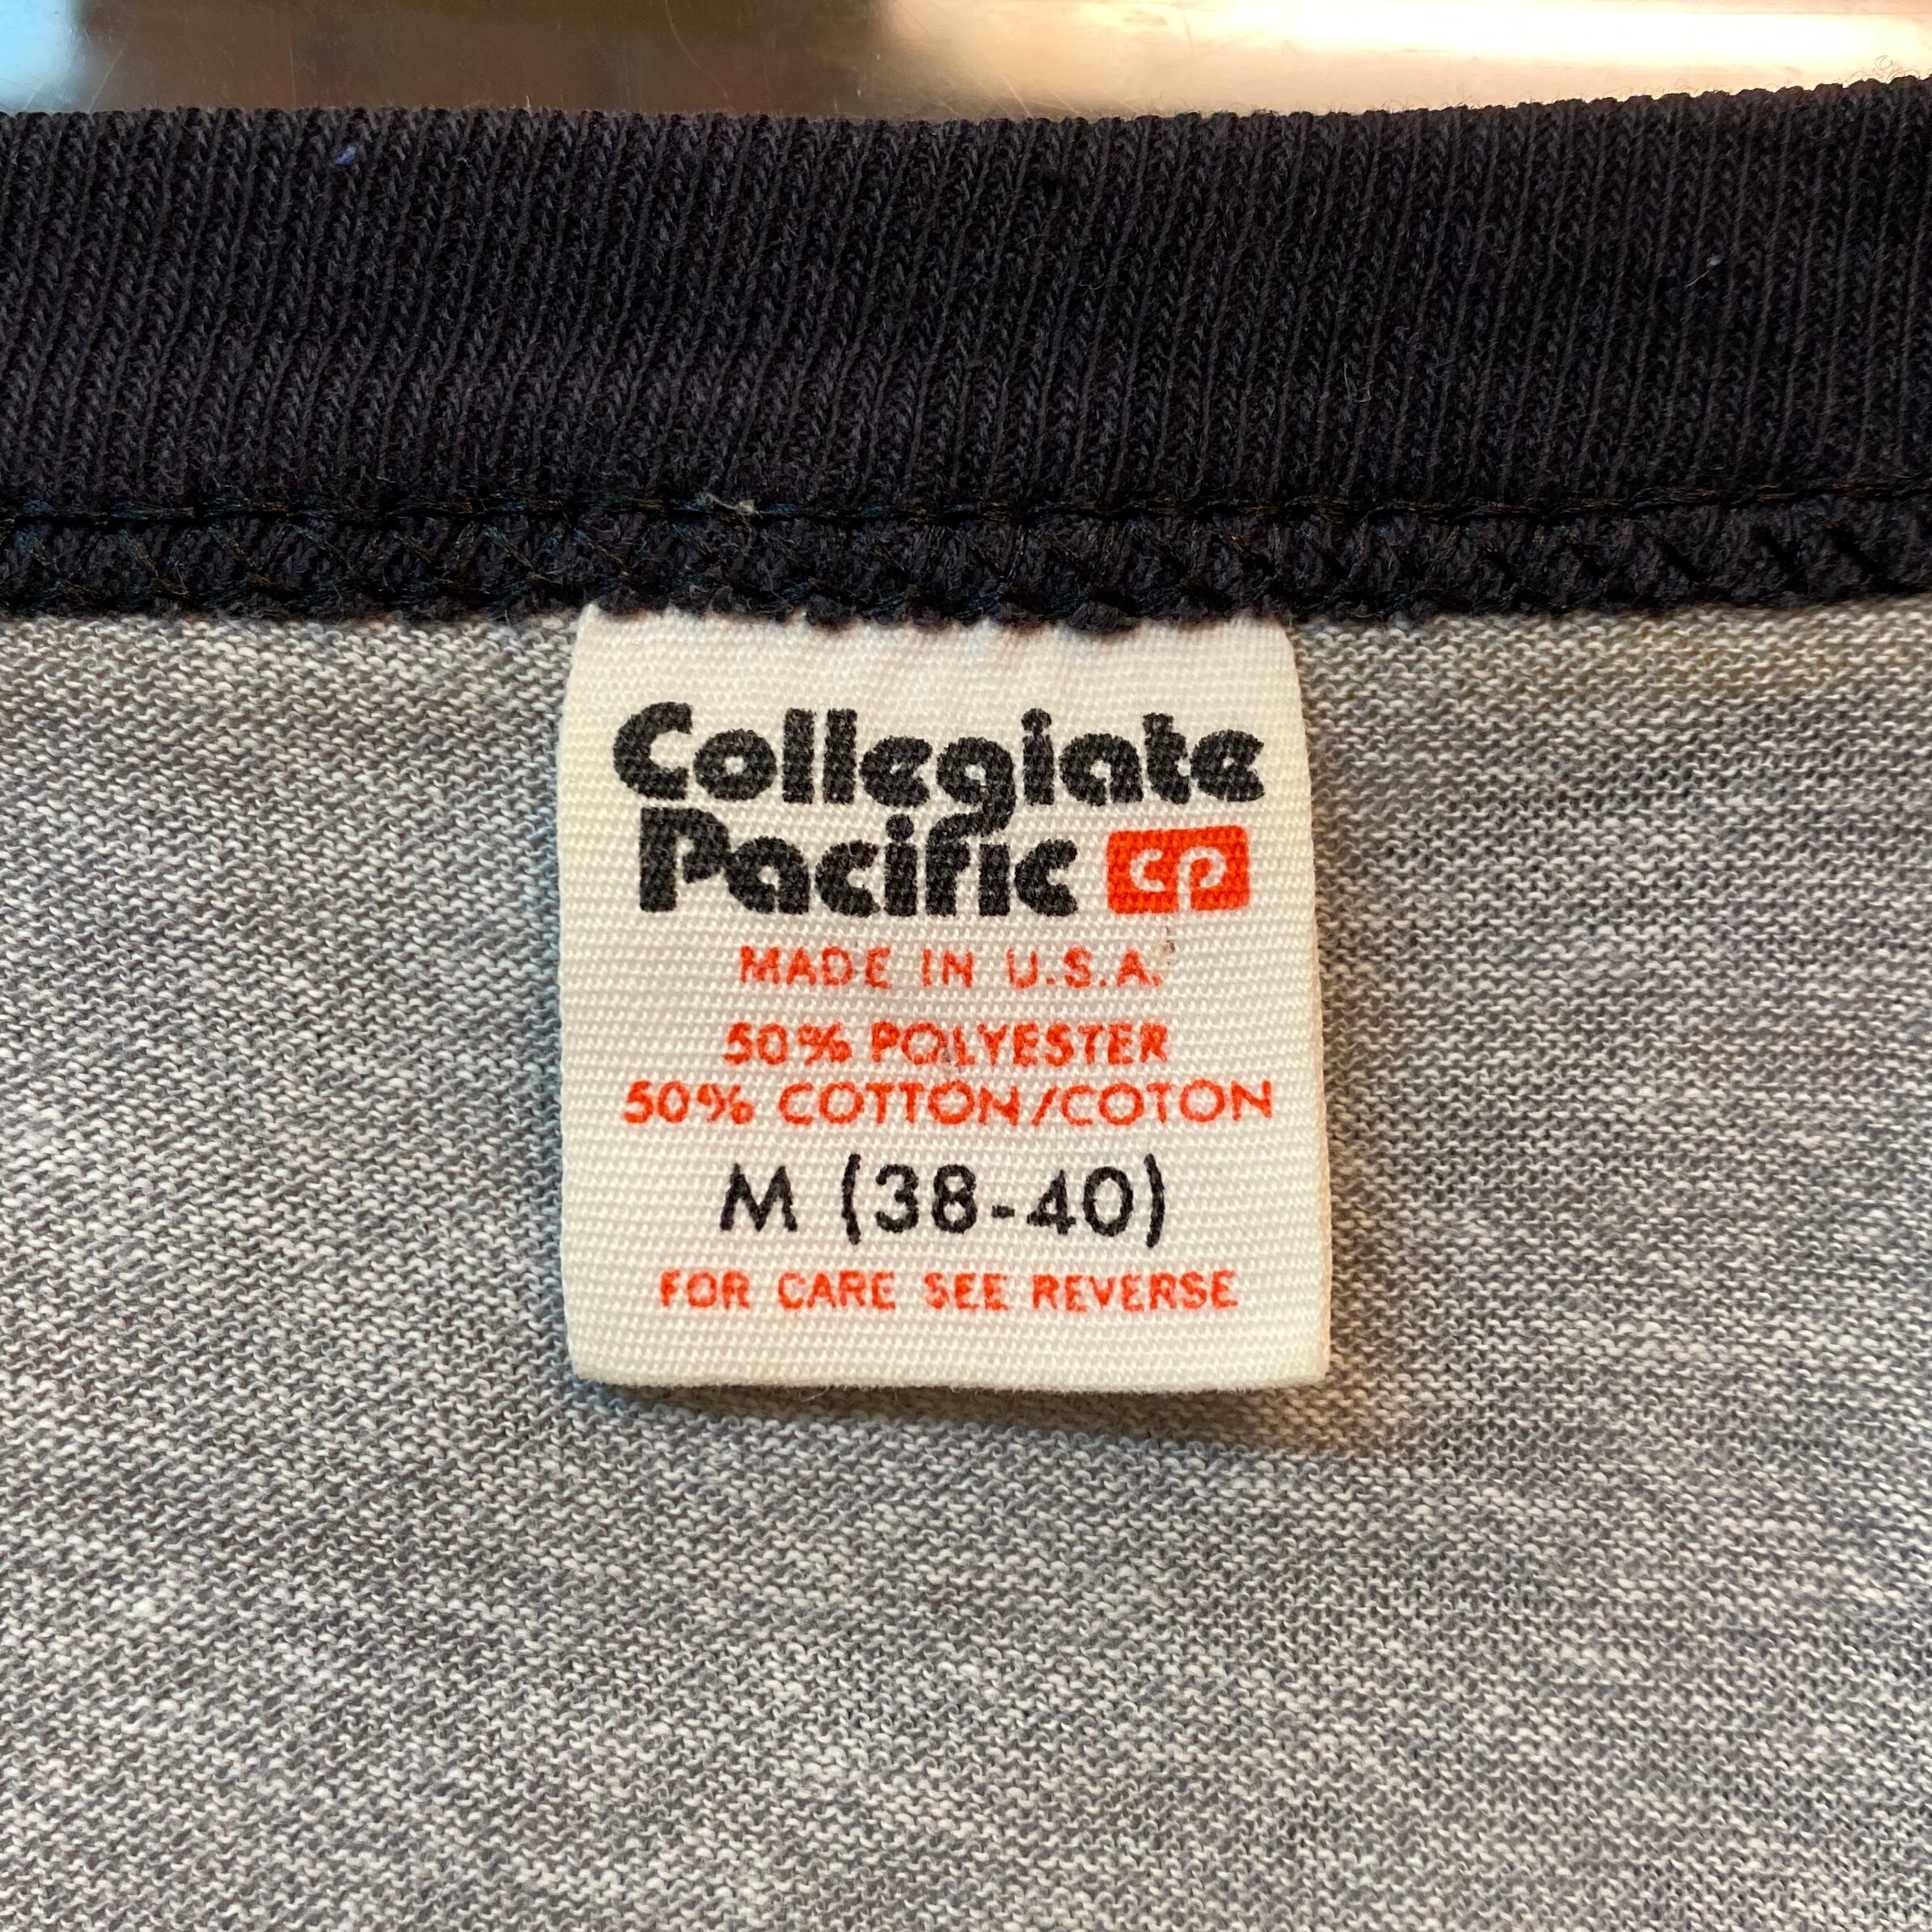 Collegiate
Pacific cp
MADE IN U.S.A.
50% POLYESTER
50% COTTON/COTON
M (38-40)
FOR CARE SEE REVERSE